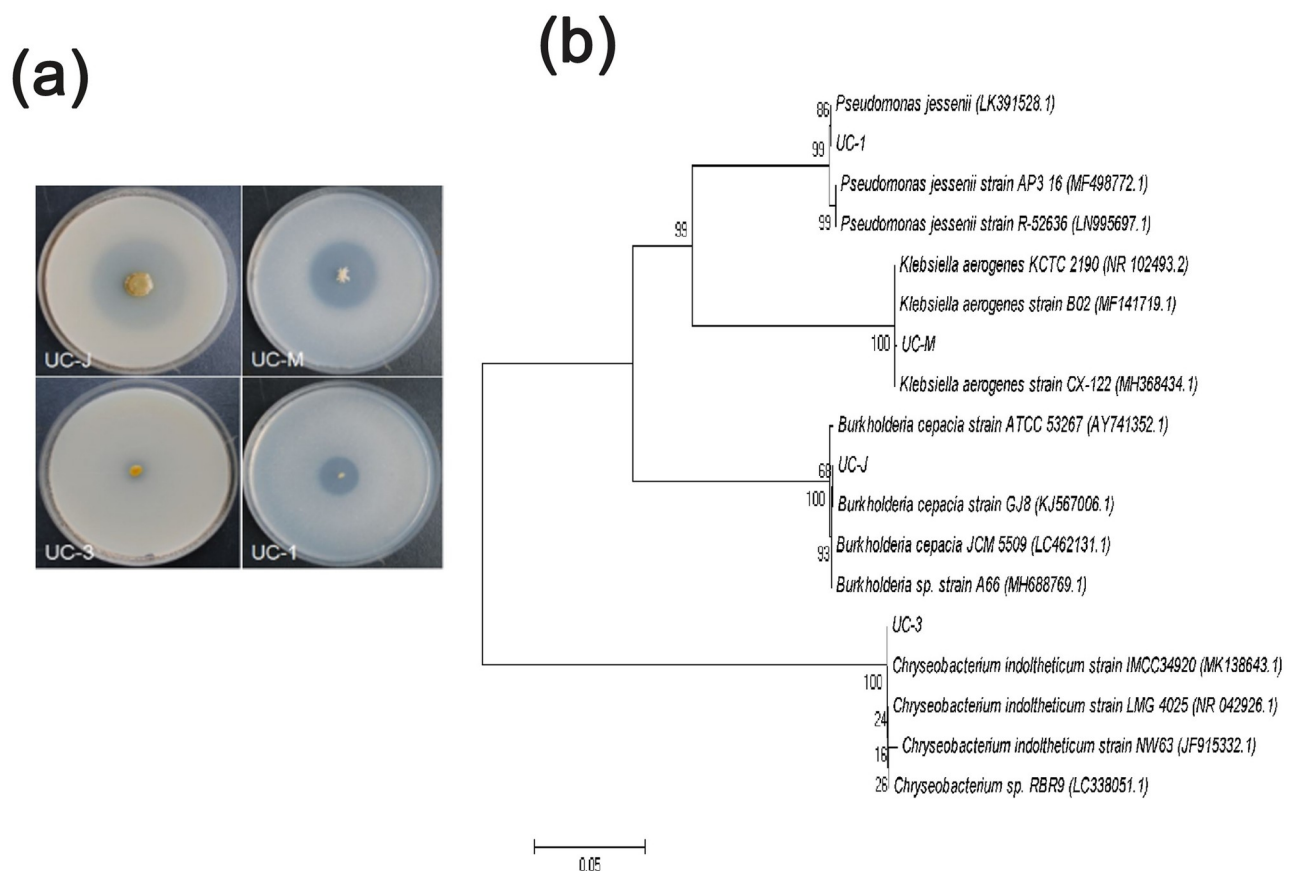 (a)
(b)
UC-J
UC-M
UC-3
UC-1
86
Pseudomonas jessenii (LK391528.1)
99
UC-1
Pseudomonas jessenii strain AP3 16 (MF498772.1)
99
Pseudomonas jessenii strain R-52636 (LN995697.1)
99
Klebsiella aerogenes KCTC 2190 (NR 102493.2)
Klebsiella aerogenes strain B02 (MF141719.1)
100
UC-M
Klebsiella aerogenes strain CX-122 (MH368434.1)
Burkholderia cepacia strain ATCC 53267 (AY741352.1)
68
UC-J
100
Burkholderia cepacia strain GJ8 (KJ567006.1)
Burkholderia cepacia JCM 5509 (LC462131.1)
93
Burkholderia sp. strain A66 (MH688769.1)
UC-3
Chryseobacterium indoltheticum strain IMCC34920 (MK138643.1)
100
Chryseobacterium indoltheticum strain LMG 4025 (NR 042926.1)
24
Chryseobacterium indoltheticum strain NW63 (JF915332.1)
16
26
Chryseobacterium sp. RBR9 (LC338051.1)
0.05